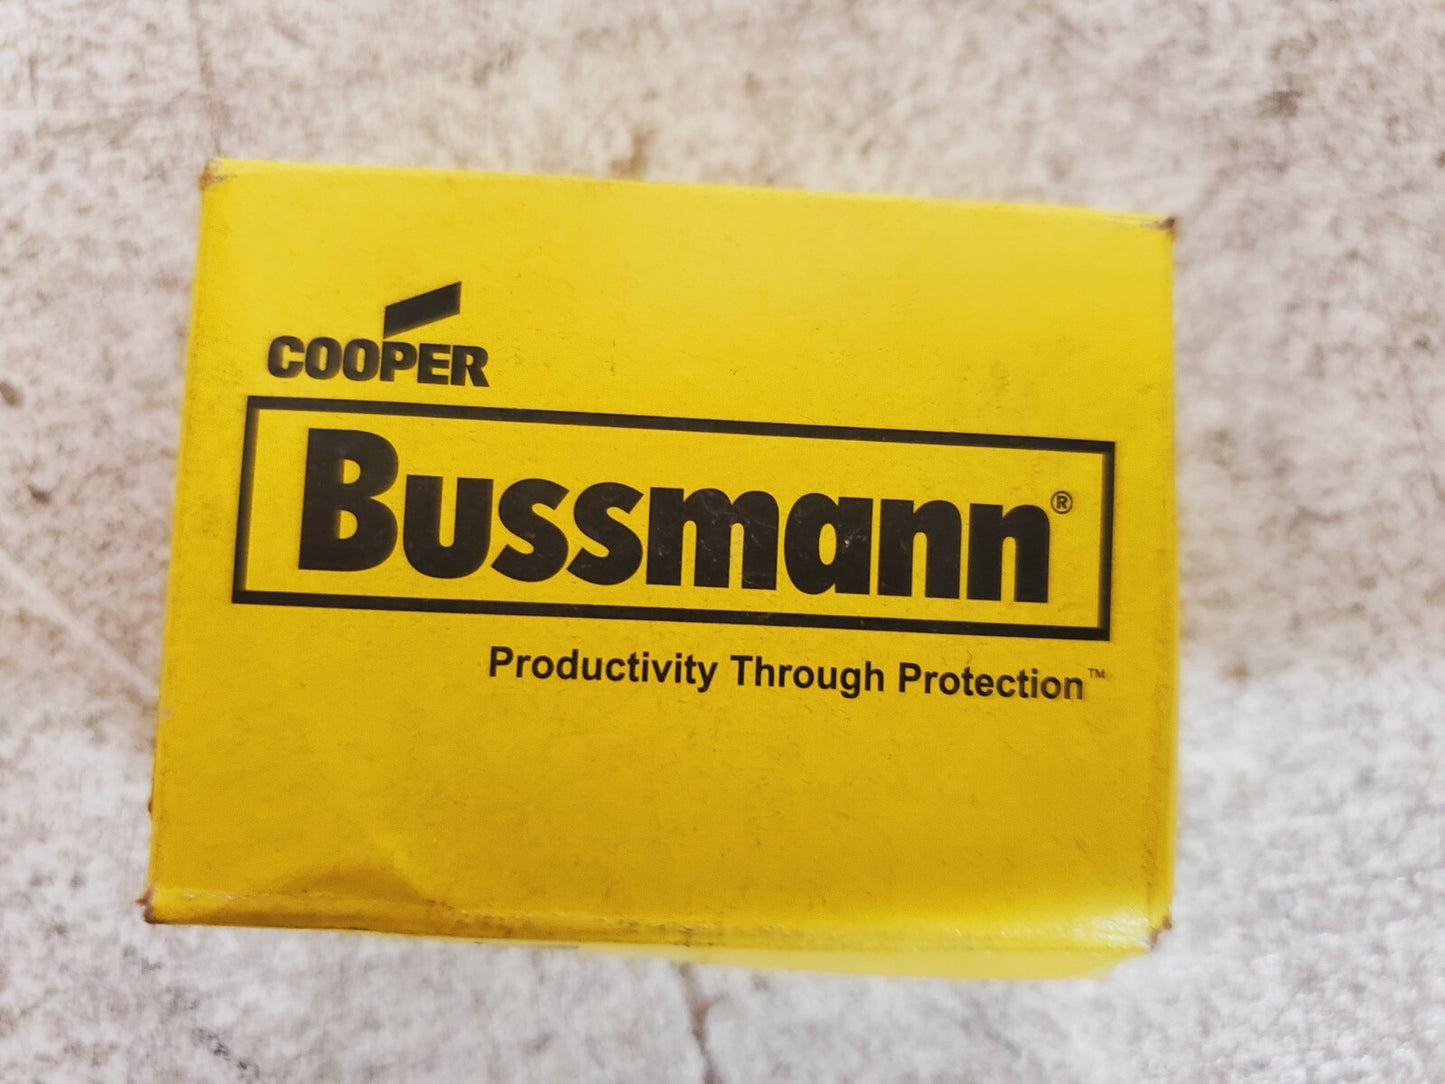 COOPER
Bussmann®
Productivity Through Protection™